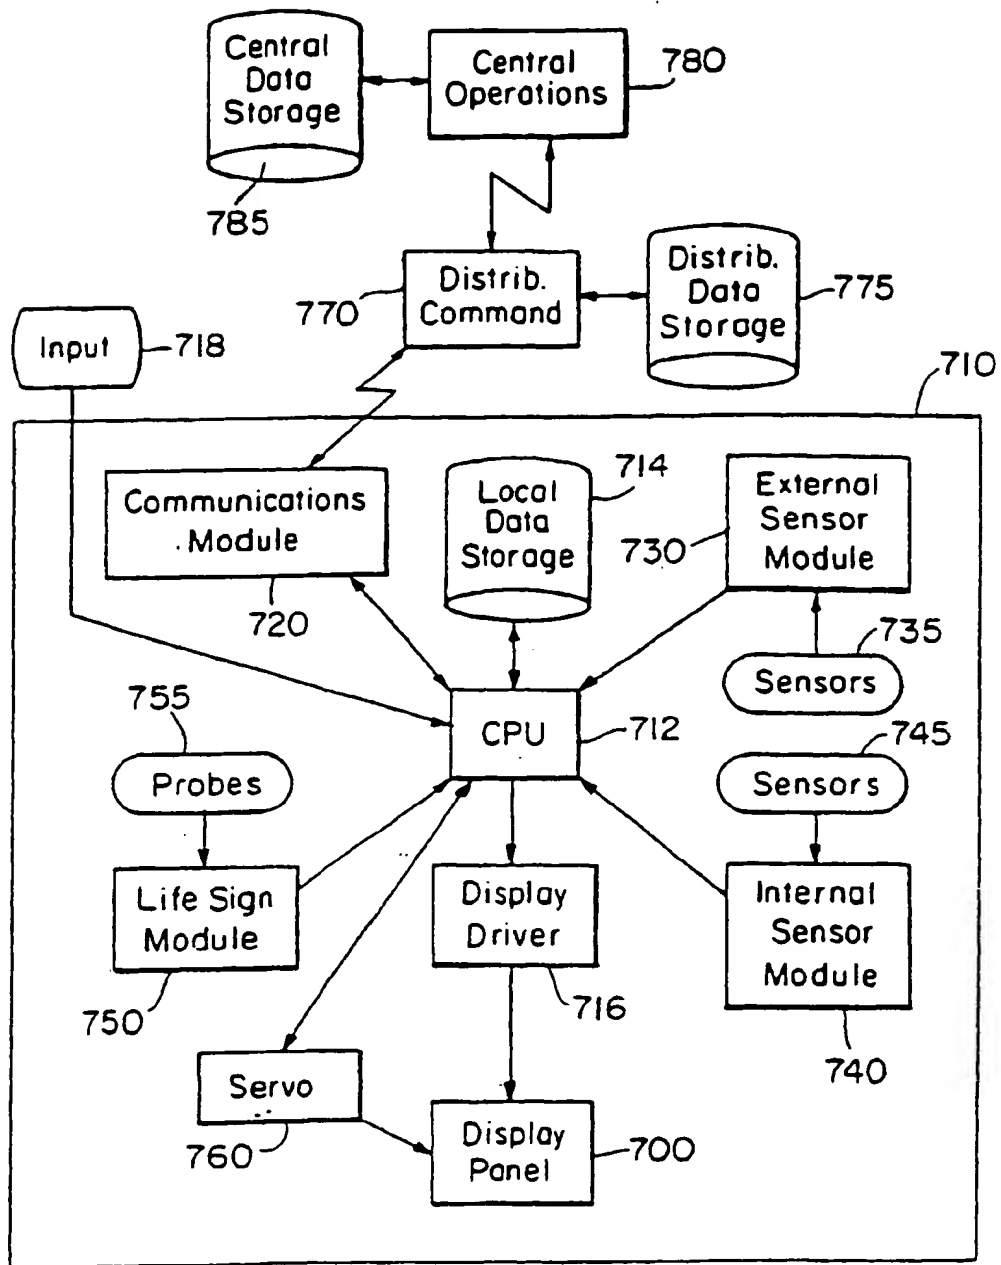 Central
Data
Storage
785
Central
Operations
780
770
Distrib.
Command
Distrib.
Data
Storage
775
Input
718
710
Communications
Module
720
Local
Data
Storage
714
External
Sensor
Module
730
735
Sensors
CPU
712
755
Probes
745
Sensors
Life Sign
Module
750
Display
Driver
716
Internal
Sensor
Module
740
Servo
760
Display
Panel
700